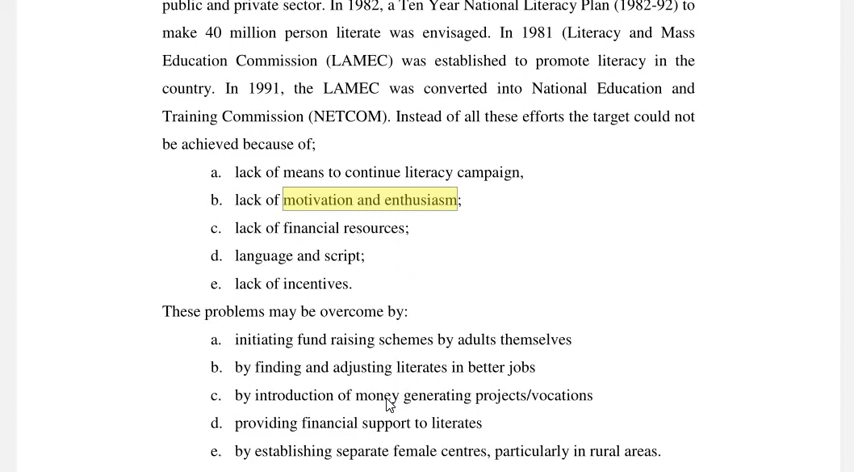 public and private sector. In 1982, a Ten Year National Literacy Plan (1982-92) to
make 40 million person literate was envisaged. In 1981 (Literacy and Mass
Education Commission (LAMEC) was established to promote literacy in the
country. In 1991, the LAMEC was converted into National Education and
Training Commission (NETCOM). Instead of all these efforts the target could not
be achieved because of;
a. lack of means to continue literacy campaign,
b. lack of motivation and enthusiasm;
c. lack of financial resources;
d. language and script;
e. lack of incentives.
These problems may be overcome by:
a. initiating fund raising schemes by adults themselves
b. by finding and adjusting literates in better jobs
c. by introduction of money generating projects/vocations
d. providing financial support to literates
e. by establishing separate female centres, particularly in rural areas.